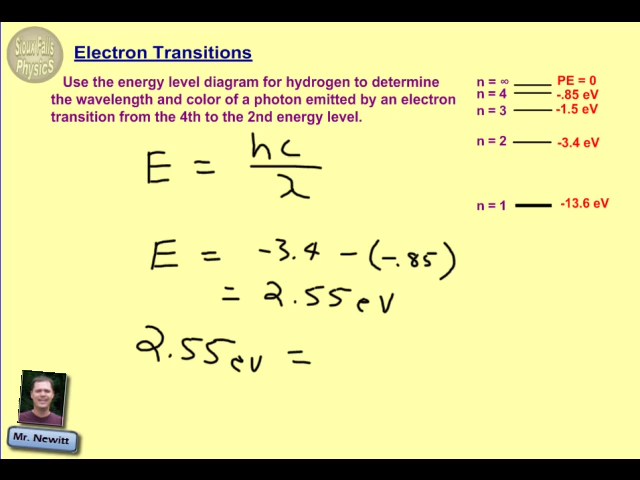 Sioux Falls
Physics
Electron Transitions
Use the energy level diagram for hydrogen to determine
the wavelength and color of a photon emitted by an electron
transition from the 4th to the 2nd energy level.
n = ∞ PE = 0
n = 4 -.85 eV
n = 3 -1.5 eV
n = 2 -3.4 eV
n = 1 -13.6 eV
E = hc/λ
E = -3.4 - (-.85)
= 2.55 eV
2.55 eV =
Mr. Newitt